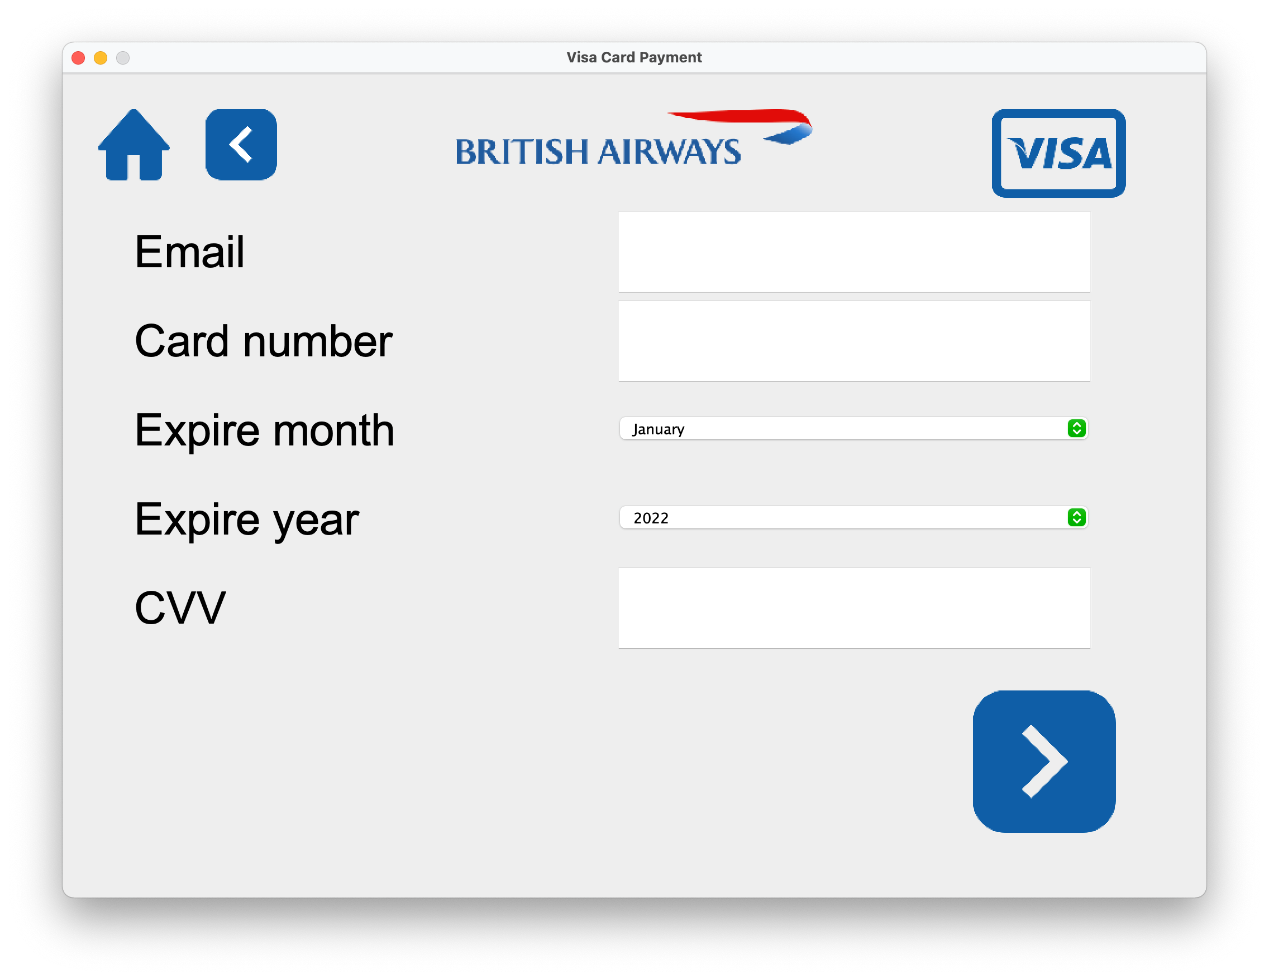 Visa Card Payment
BRITISH AIRWAYS
VISA
Email
Card number
Expire month
January
Expire year
2022
CVV